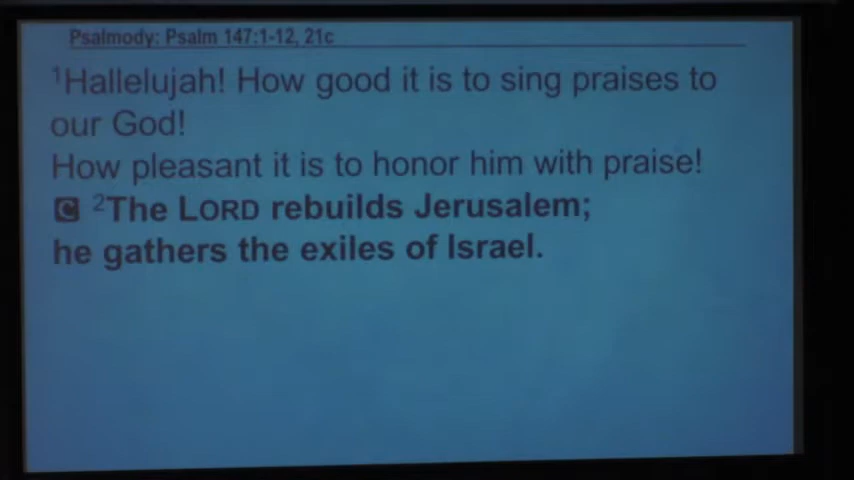 Psalmody: Psalm 147:1-12, 21c
¹Hallelujah! How good it is to sing praises to
our God!
How pleasant it is to honor him with praise!
C ²The LORD rebuilds Jerusalem;
he gathers the exiles of Israel.